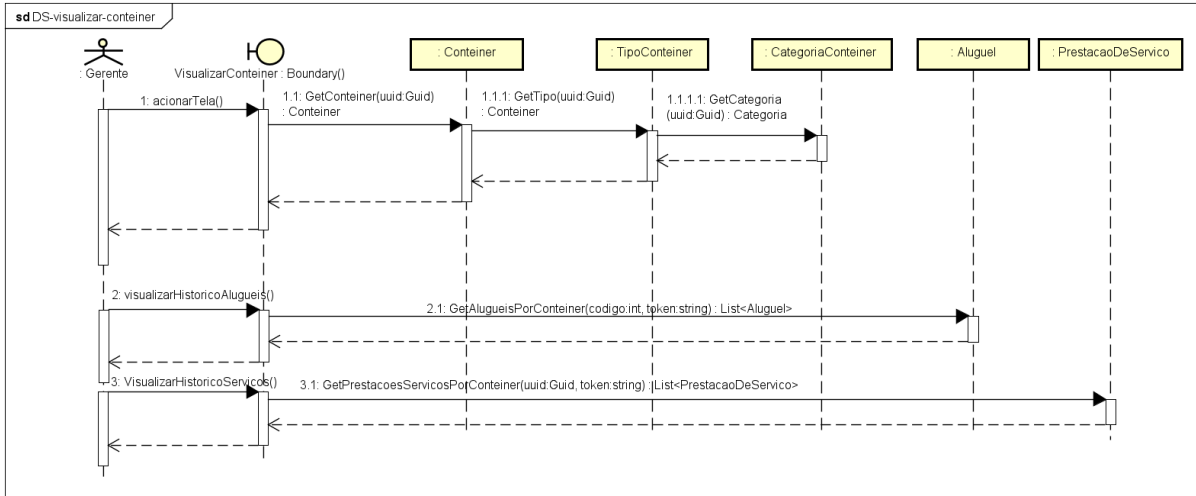 sd DS-visualizar-conteiner
: Gerente
VisualizarConteiner : Boundary()
: Conteiner
: TipoConteiner
: CategoriaConteiner
: Aluguel
: PrestacaoDeServico
1: acionarTela()
1.1: GetConteiner(uuid:Guid)
: Conteiner
1.1.1: GetTipo(uuid:Guid)
: Conteiner
1.1.1.1: GetCategoria
(uuid:Guid) : Categoria
2: visualizarHistoricoAlugueis()
2.1: GetAlugueisPorConteiner(codigo:int, token:string) : List<Aluguel>
3: VisualizarHistoricoServicos()
3.1: GetPrestacoesServicosPorConteiner(uuid:Guid, token:string) : List<PrestacaoDeServico>